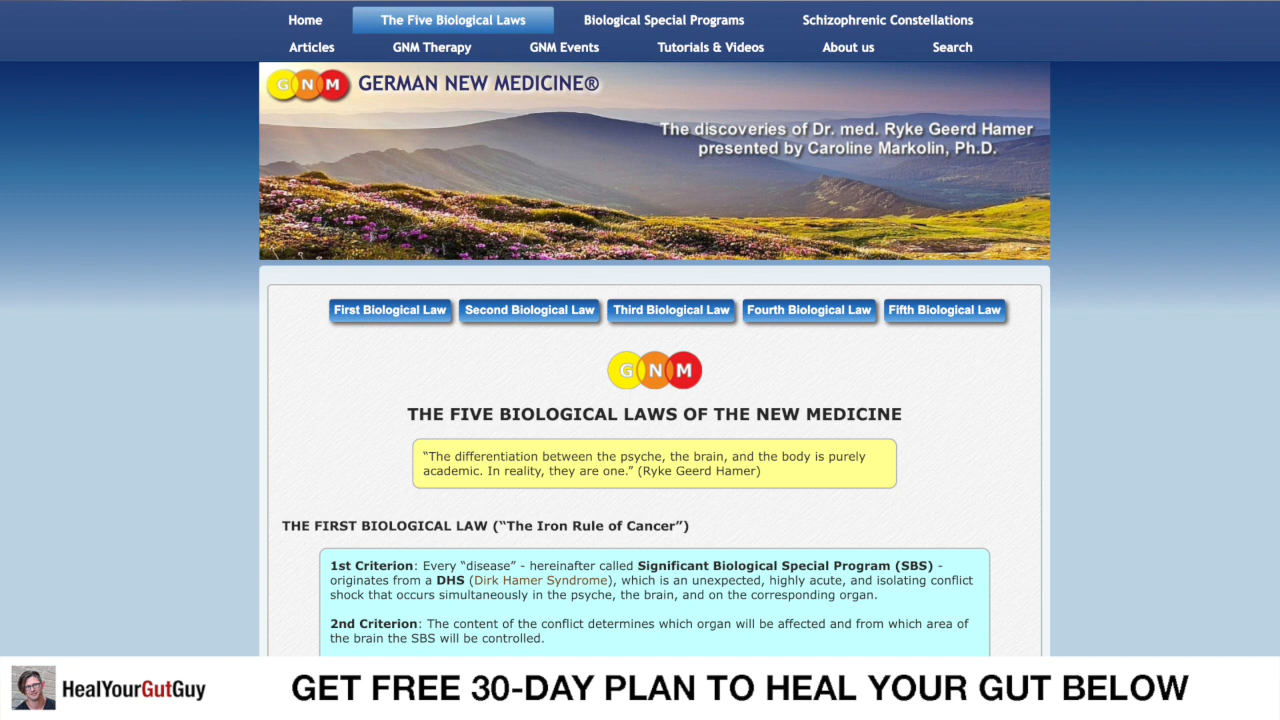 Home The Five Biological Laws Biological Special Programs Schizophrenic Constellations
Articles GNM Therapy GNM Events Tutorials & Videos About us Search
GNM GERMAN NEW MEDICINE®
The discoveries of Dr. med. Ryke Geerd Hamer
presented by Caroline Markolin, Ph.D.
First Biological Law Second Biological Law Third Biological Law Fourth Biological Law Fifth Biological Law
GNM
THE FIVE BIOLOGICAL LAWS OF THE NEW MEDICINE
“The differentiation between the psyche, the brain, and the body is purely
academic. In reality, they are one.” (Ryke Geerd Hamer)
THE FIRST BIOLOGICAL LAW (“The Iron Rule of Cancer”)
1st Criterion: Every “disease” - hereinafter called Significant Biological Special Program (SBS) -
originates from a DHS (Dirk Hamer Syndrome), which is an unexpected, highly acute, and isolating conflict
shock that occurs simultaneously in the psyche, the brain, and on the corresponding organ.
2nd Criterion: The content of the conflict determines which organ will be affected and from which area of
the brain the SBS will be controlled.
HealYourGutGuy GET FREE 30-DAY PLAN TO HEAL YOUR GUT BELOW